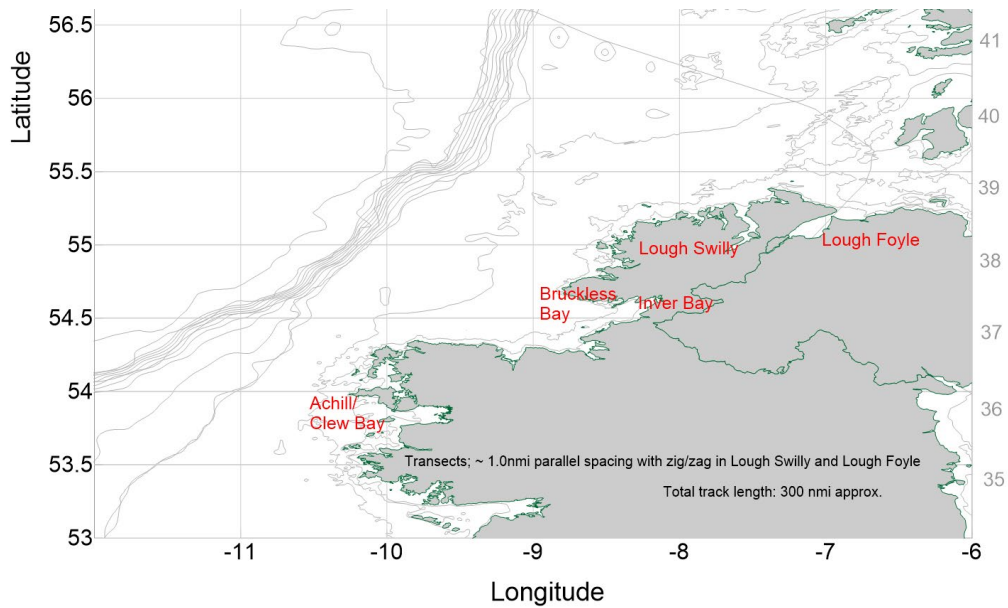 56.5
56
55.5
55
54.5
54
53.5
53
Latitude
41
40
39
38
37
36
35
Lough Swilly
Lough Foyle
Bruckless
Bay
Inver Bay
Achill/
Clew Bay
Transects; ~ 1.0nmi parallel spacing with zig/zag in Lough Swilly and Lough Foyle
Total track length: 300 nmi approx.
-11
-10
-9
-8
-7
-6
Longitude